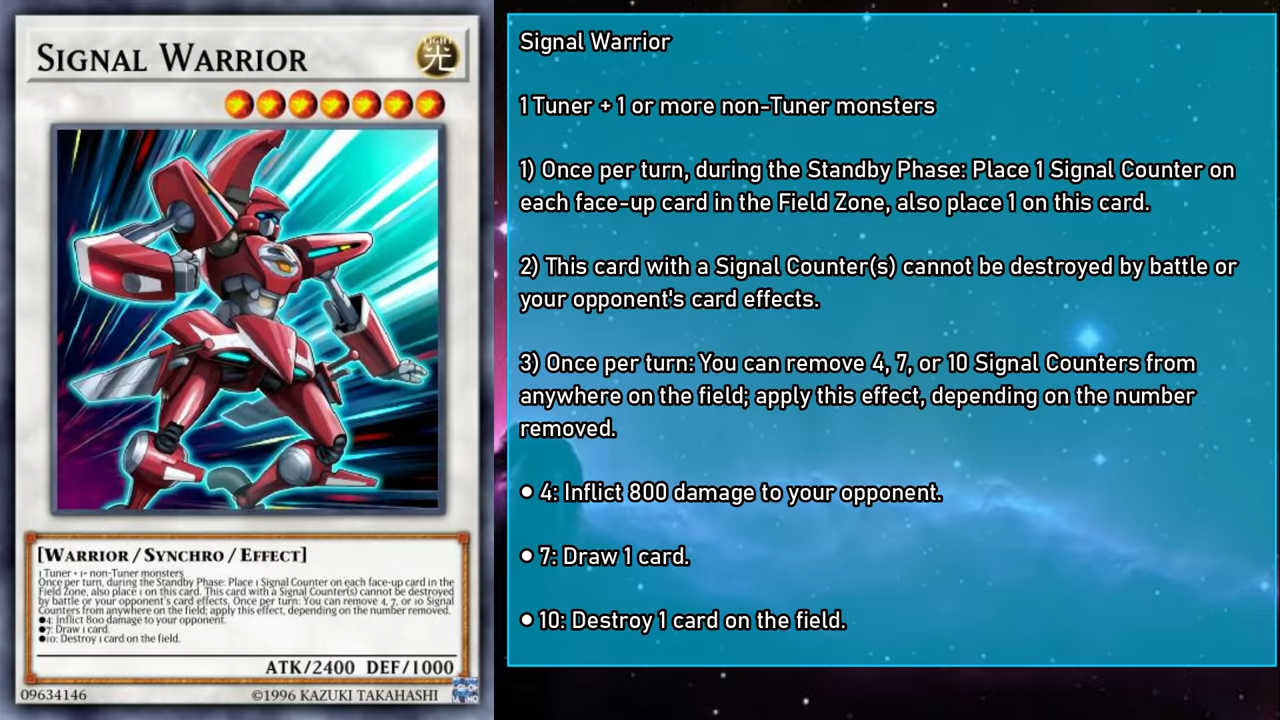 SIGNAL WARRIOR
LIGHT
光
[WARRIOR / SYNCHRO / EFFECT]
1 Tuner + 1+ non-Tuner monsters
Once per turn, during the Standby Phase: Place 1 Signal Counter on each face-up card in the
Field Zone, also place 1 on this card. This card with a Signal Counter(s) cannot be destroyed
by battle or your opponent's card effects. Once per turn: You can remove 4, 7, or 10 Signal
Counters from anywhere on the field; apply this effect, depending on the number removed.
●4: Inflict 800 damage to your opponent.
●7: Draw 1 card.
●10: Destroy 1 card on the field.
ATK/2400 DEF/1000
09634146
©1996 KAZUKI TAKAHASHI
Signal Warrior
1 Tuner + 1 or more non-Tuner monsters
1) Once per turn, during the Standby Phase: Place 1 Signal Counter on
each face-up card in the Field Zone, also place 1 on this card.
2) This card with a Signal Counter(s) cannot be destroyed by battle or
your opponent's card effects.
3) Once per turn: You can remove 4, 7, or 10 Signal Counters from
anywhere on the field; apply this effect, depending on the number
removed.
● 4: Inflict 800 damage to your opponent.
● 7: Draw 1 card.
● 10: Destroy 1 card on the field.